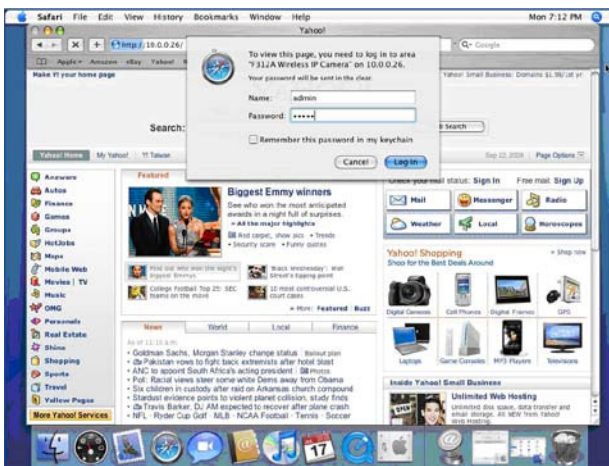 Safari File Edit View History Bookmarks Window Help Mon 7:12 PM
Yahoo!
http://10.0.0.26/
Google
Apple Amazon eBay Yahoo!
To view this page, you need to log in to area
"F312A Wireless IP Camera" on 10.0.0.26.
Your password will be sent in the clear.
Name: admin
Password: •••••
Remember this password in my keychain
Cancel Log In
Make Y! your home page
Yahoo! Small Business: Domains
Search:
Search
Yahoo! Home My Yahoo! Y! Taiwan
Sep 22, 2008 Page Options
Answers
Autos
Finance
Games
Groups
HotJobs
Maps
Mobile Web
Movies | TV
Music
OMG
Personals
Real Estate
Shine
Shopping
Sports
Travel
Yellow Pages
More Yahoo! Services
Featured
Biggest Emmy winners
See who won the most anticipated
awards in a night full of surprises.
• All the major highlights
Red carpet, show pics • Trends
• Security scare • Funny quotes
Find out who won the night's
biggest Emmys
"Black Wednesday": Wall
Street's tipping point
College Football Top 25: SEC
teams on the move
10 most controversial U.S.
court cases
» More: Featured | Buzz
News World Local Finance
As of 11:10 a.m.
• Goldman Sachs, Morgan Stanley change status Bailout plan
• Pakistan vows to fight back extremists after hotel blast
• ANC to appoint South Africa's acting president Photos
• Poll: Racial views steer some white Dems away from Obama
• Six children in custody after raid on Arkansas church compound
• Stardust evidence points to violent planet collision, study finds
• Travis Barker, DJ AM expected to recover after plane crash
• NFL · Ryder Cup Golf · MLB · NCAA Football · Tennis · Soccer
Check your mail status: Sign In Free mail: Sign Up
Mail
Messenger
Radio
Weather
Local
Horoscopes
Yahoo! Shopping
» Shop now
Shop for the Best Deals Around
Digital Cameras
Cell Phones
Digital Frames
GPS
Laptops
Game Consoles
MP3 Players
Televisions
Inside Yahoo! Small Business
Unlimited Web Hosting
Unlimited disc space, data transfer and
email storage. All NEW from Yahoo!
Web Hosting.
OPEN
JUL
17